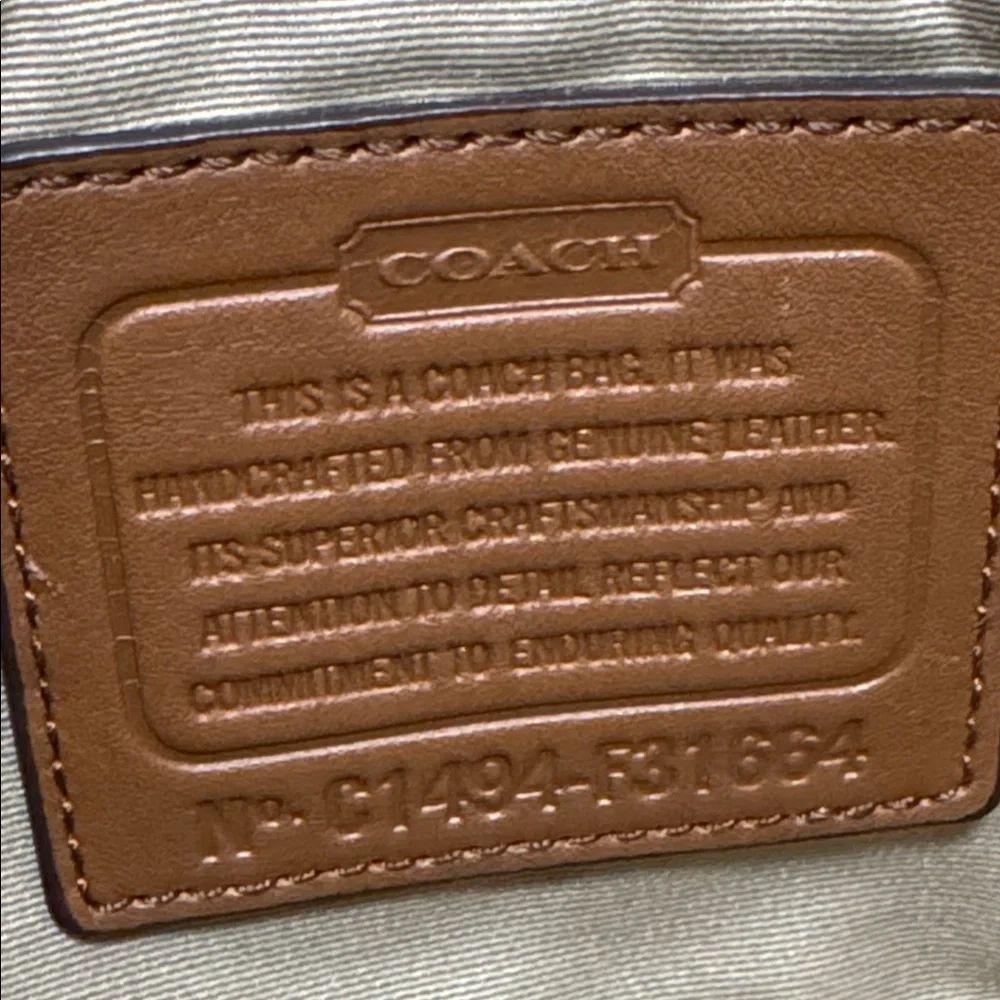 COACH
THIS IS A COACH BAG. IT WAS
HANDCRAFTED FROM GENUINE LEATHER.
ITS SUPERIOR CRAFTSMANSHIP AND
ATTENTION TO DETAIL REFLECT OUR
COMMITMENT TO ENDURING QUALITY.
No. C1494-F31664